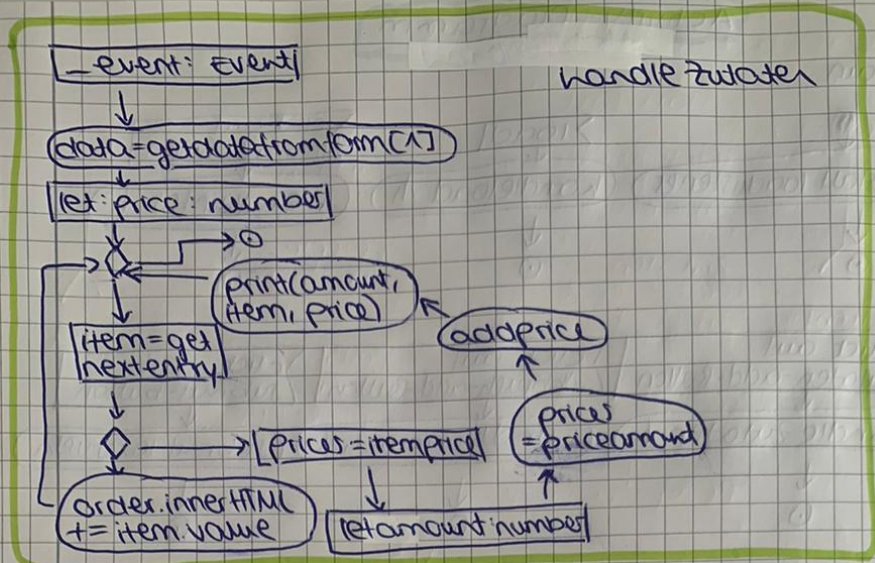 _event: Event
handle Zutaten
data=getdatafromform[1]
let:price:number
print(amount,
item, price)
addprice
item=get
nextentry
prices
=priceamount
prices=itemprice
order.innerHTML
+=item.value
letamount:number